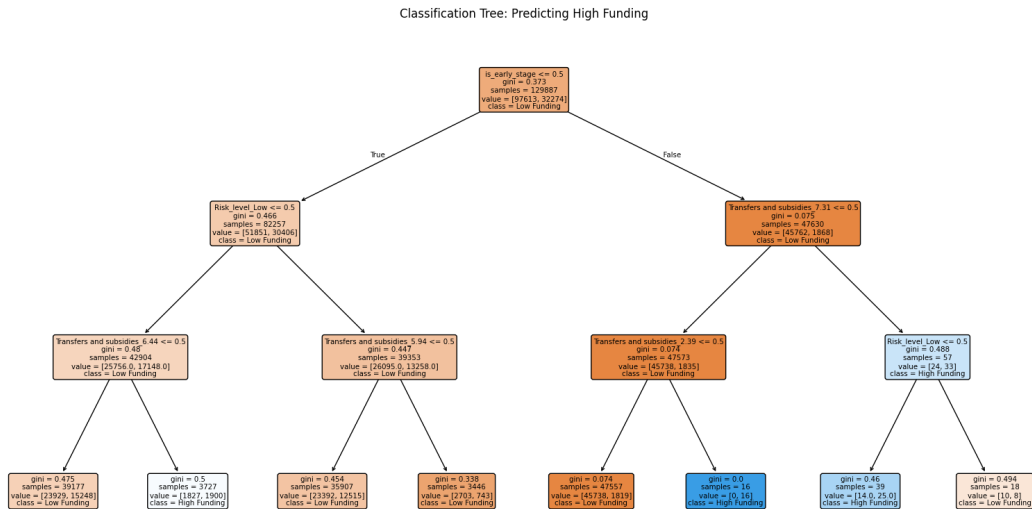 Classification Tree: Predicting High Funding
is_early_stage <= 0.5
gini = 0.373
samples = 129887
value = [97613, 32274]
class = Low Funding
True
False
Risk_level_Low <= 0.5
gini = 0.466
samples = 82257
value = [51851, 30406]
class = Low Funding
Transfers and subsidies_7.31 <= 0.5
gini = 0.075
samples = 47630
value = [45762, 1868]
class = Low Funding
Transfers and subsidies_6.44 <= 0.5
gini = 0.48
samples = 42904
value = [25756.0, 17148.0]
class = Low Funding
Transfers and subsidies_5.94 <= 0.5
gini = 0.447
samples = 39353
value = [26095.0, 13258.0]
class = Low Funding
Transfers and subsidies_2.39 <= 0.5
gini = 0.074
samples = 47573
value = [45738, 1835]
class = Low Funding
Risk_level_Low <= 0.5
gini = 0.488
samples = 57
value = [24, 33]
class = High Funding
gini = 0.475
samples = 39177
value = [23929, 15248]
class = Low Funding
gini = 0.5
samples = 3727
value = [1827, 1900]
class = High Funding
gini = 0.454
samples = 35907
value = [23392, 12515]
class = Low Funding
gini = 0.338
samples = 3446
value = [2703, 743]
class = Low Funding
gini = 0.074
samples = 47557
value = [45738, 1819]
class = Low Funding
gini = 0.0
samples = 16
value = [0, 16]
class = High Funding
gini = 0.46
samples = 39
value = [14.0, 25.0]
class = High Funding
gini = 0.494
samples = 18
value = [10, 8]
class = Low Funding